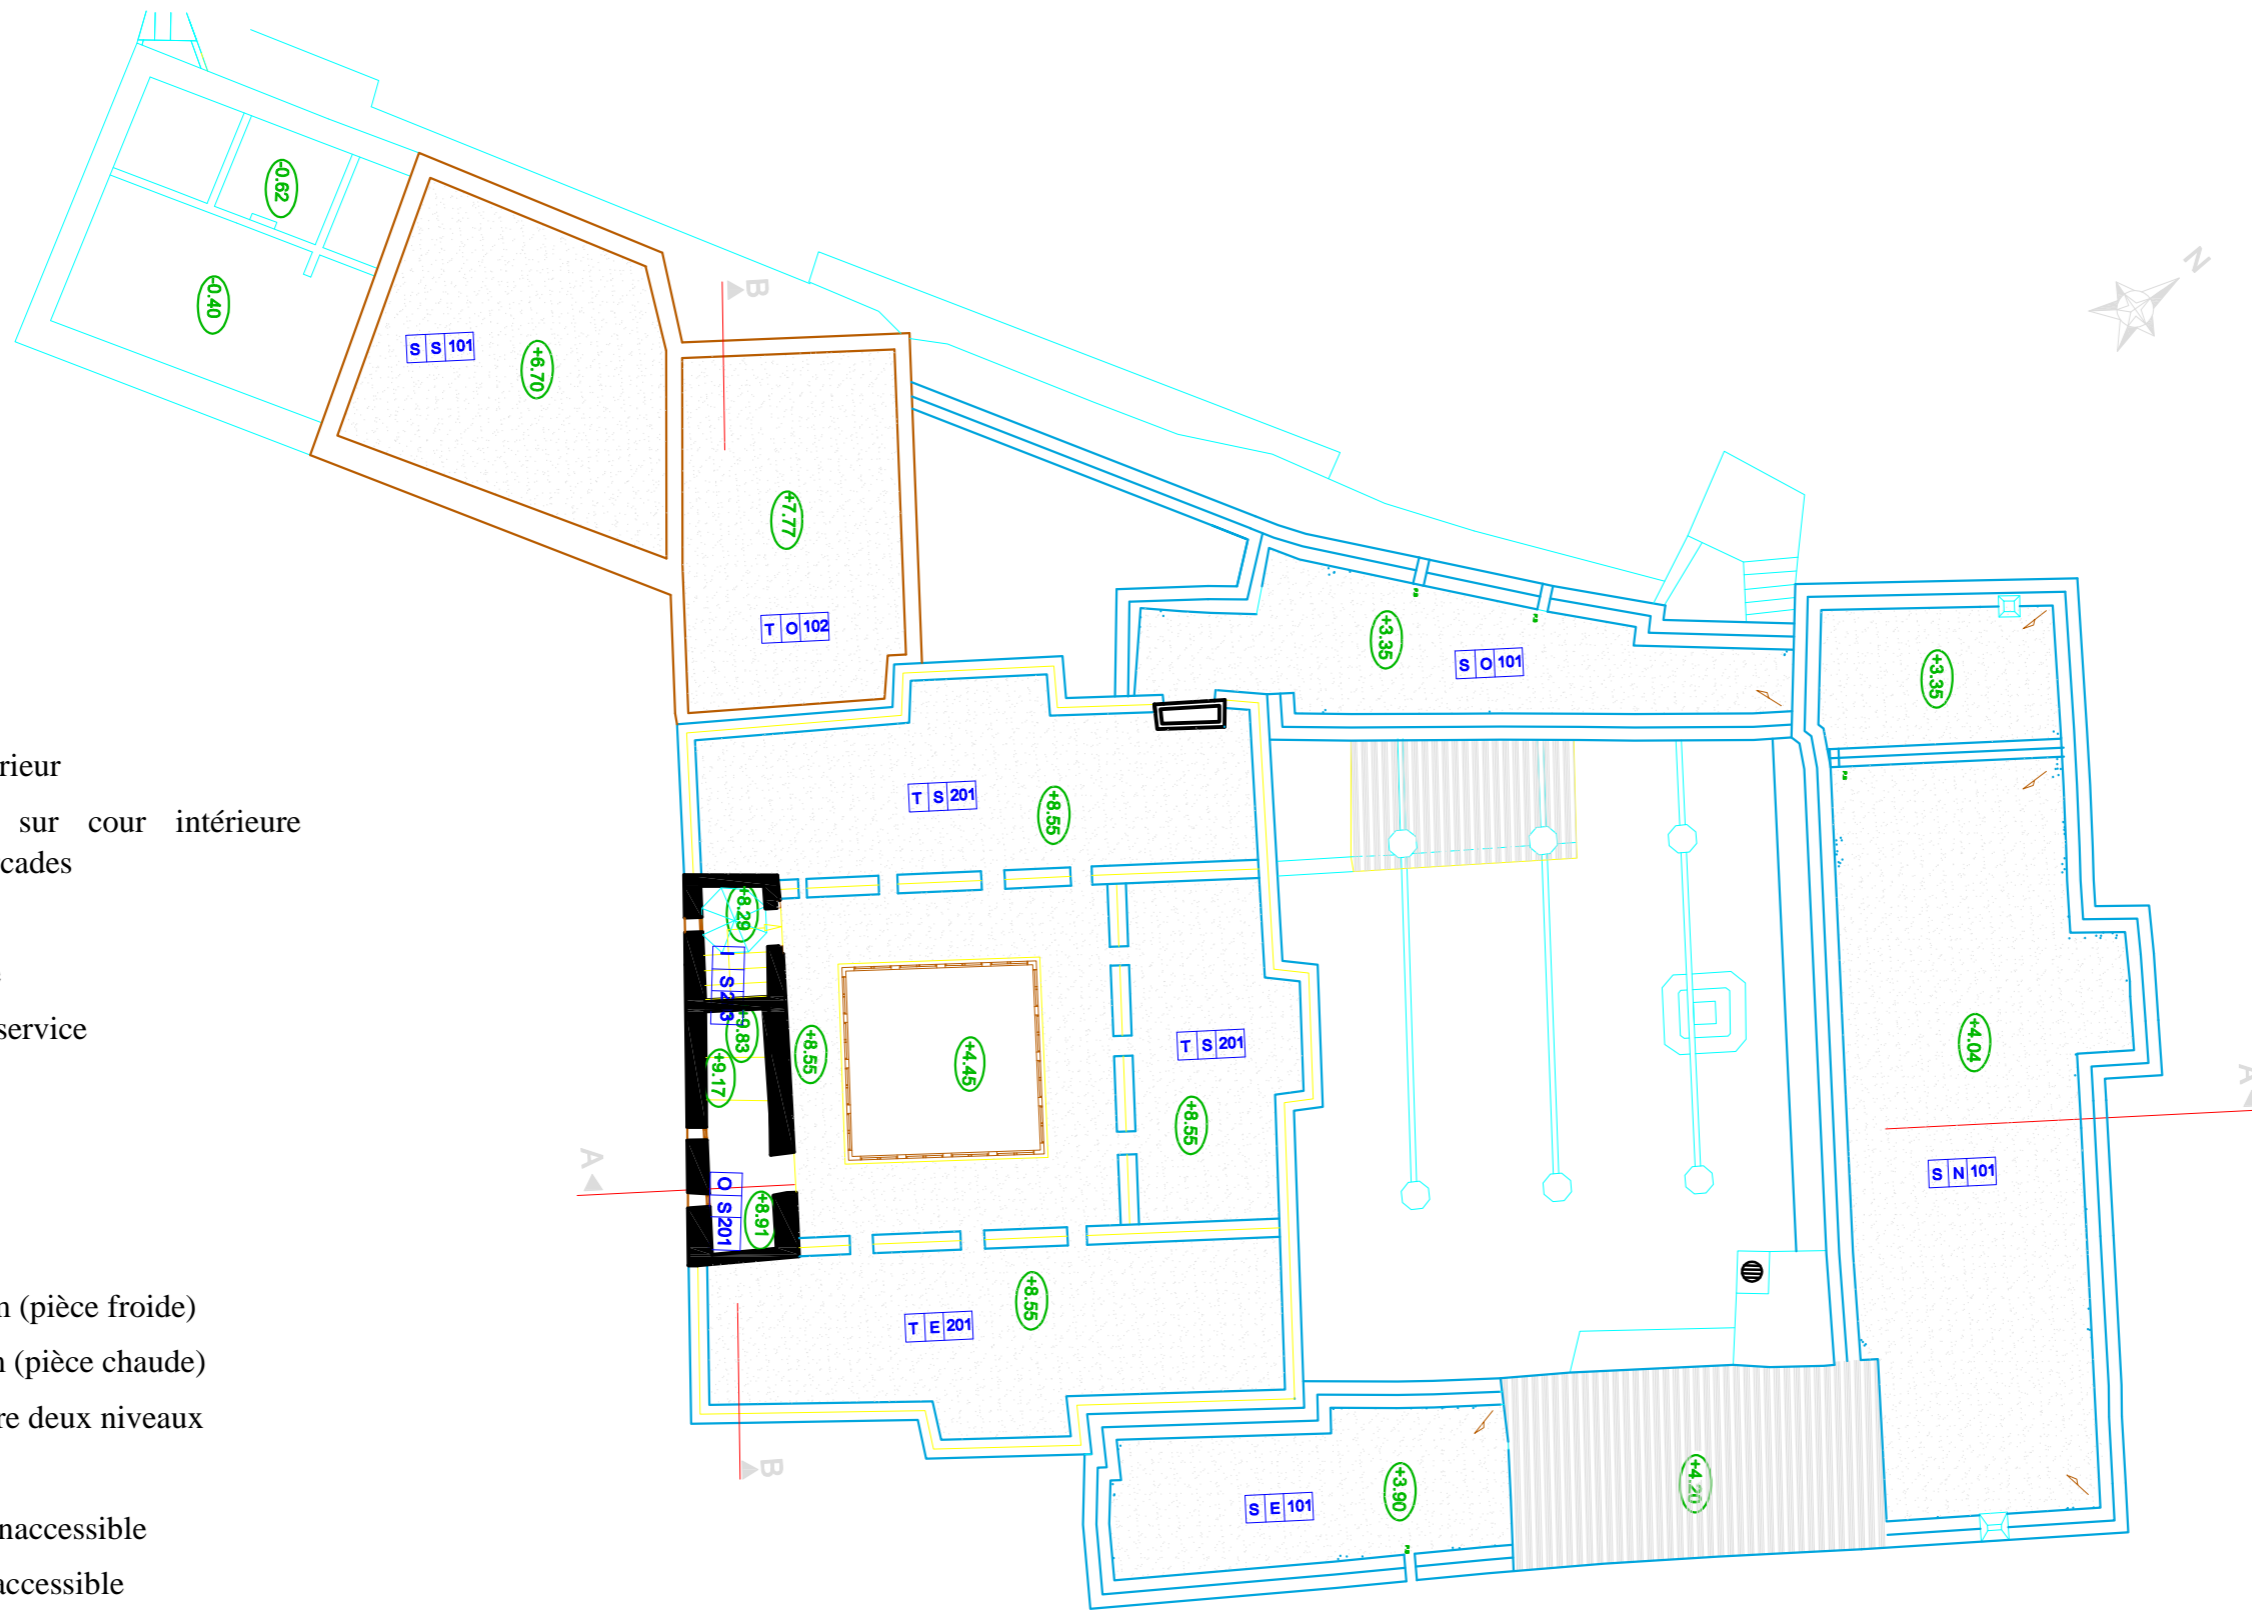 rieur
sur cour intérieure
cades
service
n (pièce froide)
n (pièce chaude)
re deux niveaux
naccessible
accessible
N
-0.62
-0.40
S S 101
+6.70
B
+7.77
T O 102
+3.35
S O 101
+3.35
T S 201
+8.55
+8.29
I S 203
+9.83
+9.17
+8.55
+4.45
T S 201
+8.55
+4.04
A
A
S N 101
O S 201
+8.91
T E 201
+8.55
B
S E 101
+3.90
+4.20